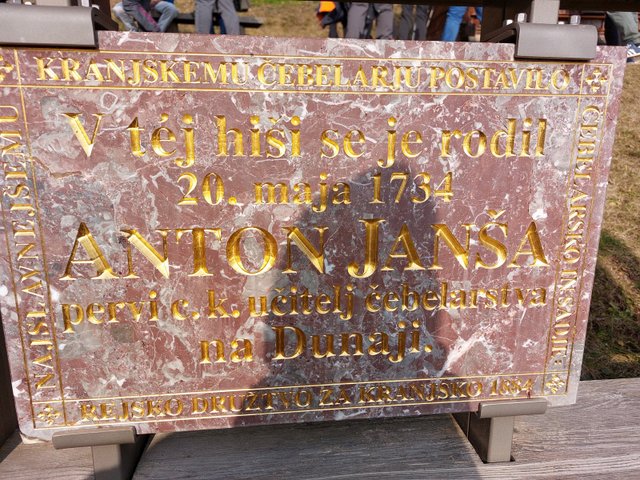 NAJSLAVNEJŠEMU
KRANJSKEMU ČEBELARJU POSTAVILO
ČEBELARSKO IN SADJE
REJSKO DRUŽTVO ZA KRANJSKO 1884
V téj hiši se je rodil
20. maja 1734
ANTON JANŠA
pervi c. k. učitelj čebelarstva
na Dunaji.